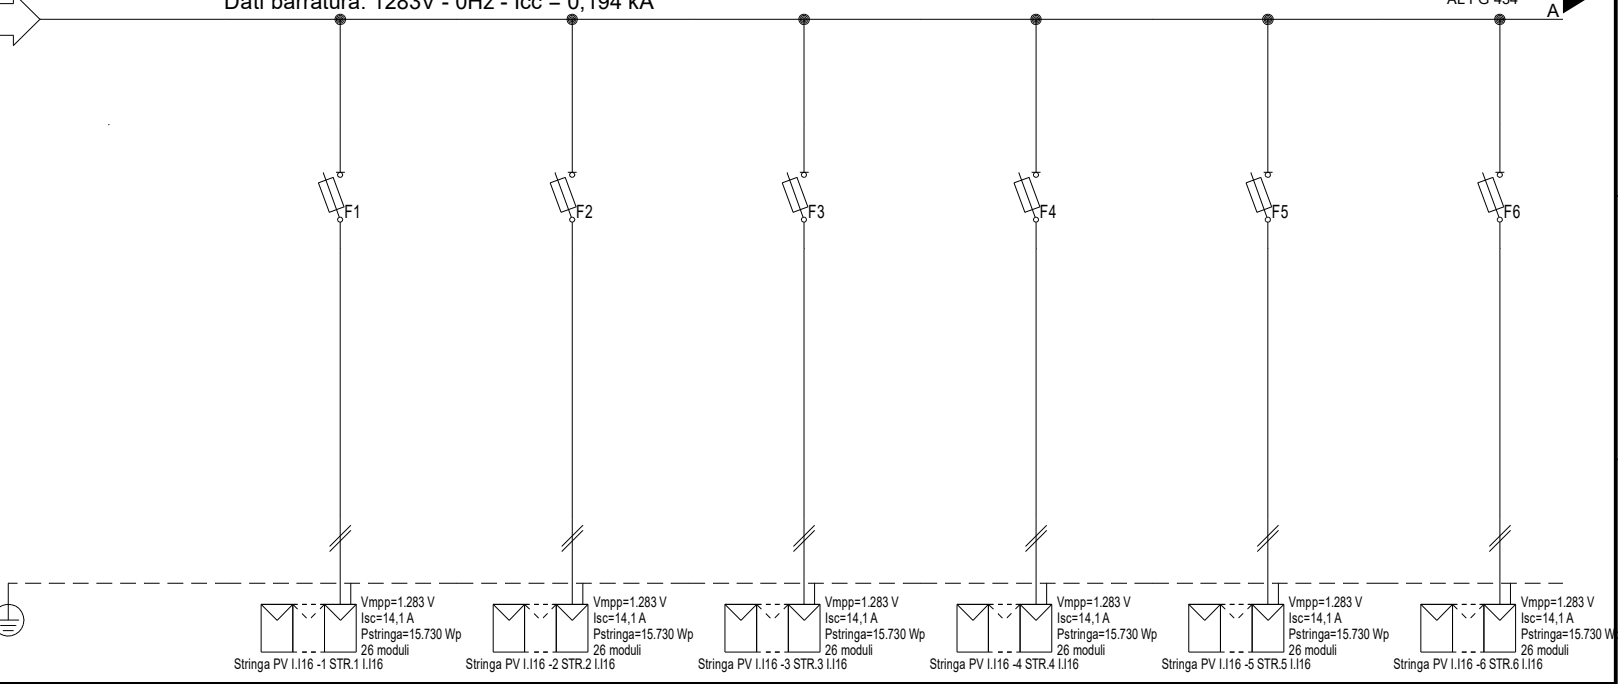 Dati barratura: 1283V - 0Hz - Icc = 0,194 kA
A
F1
F2
F3
F4
F5
F6
Vmpp=1.283 V
Isc=14,1 A
Pstringa=15.730 Wp
26 moduli
Stringa PV I.I16 -1 STR.1 I.I16
Vmpp=1.283 V
Isc=14,1 A
Pstringa=15.730 Wp
26 moduli
Stringa PV I.I16 -2 STR.2 I.I16
Vmpp=1.283 V
Isc=14,1 A
Pstringa=15.730 Wp
26 moduli
Stringa PV I.I16 -3 STR.3 I.I16
Vmpp=1.283 V
Isc=14,1 A
Pstringa=15.730 Wp
26 moduli
Stringa PV I.I16 -4 STR.4 I.I16
Vmpp=1.283 V
Isc=14,1 A
Pstringa=15.730 Wp
26 moduli
Stringa PV I.I16 -5 STR.5 I.I16
Vmpp=1.283 V
Isc=14,1 A
Pstringa=15.730 W
26 moduli
Stringa PV I.I16 -6 STR.6 I.I16